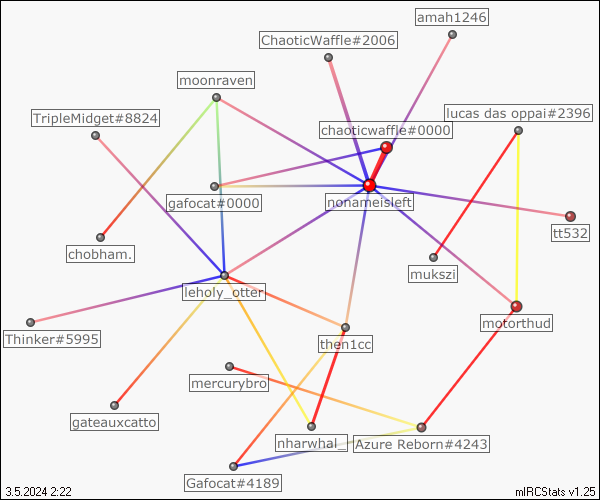 amah1246
ChaoticWaffle#2006
moonraven
lucas das oppai#2396
TripleMidget#8824
chaoticwaffle#0000
gafocat#0000
nonameisleft
tt532
chobham.
mukszi
leholy_otter
motorthud
Thinker#5995
then1cc
mercurybro
gateauxcatto
nharwhal_
Azure Reborn#4243
Gafocat#4189
3.5.2024 2:22
mIRCStats v1.25